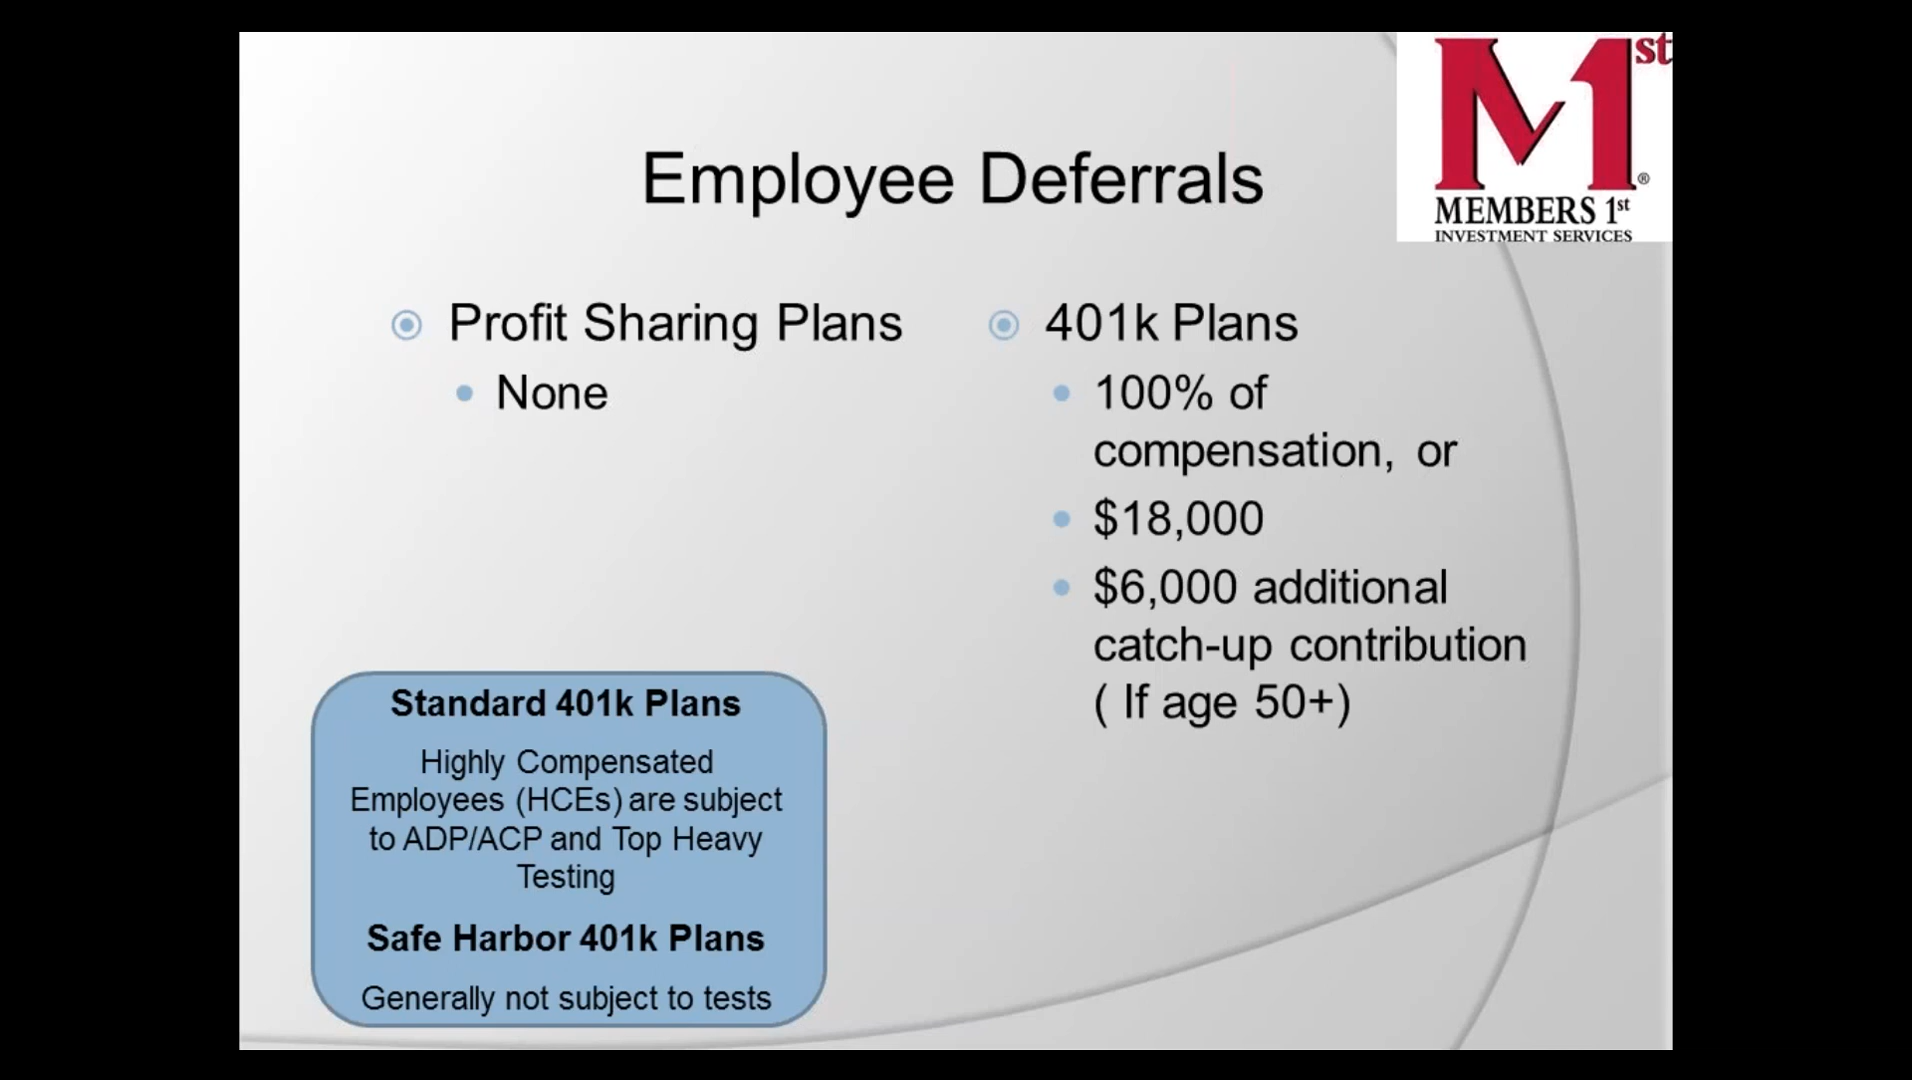 M1st®
MEMBERS 1st
INVESTMENT SERVICES
Employee Deferrals
Profit Sharing Plans
None
401k Plans
100% of
compensation, or
$18,000
$6,000 additional
catch-up contribution
( If age 50+)
Standard 401k Plans
Highly Compensated
Employees (HCEs) are subject
to ADP/ACP and Top Heavy
Testing
Safe Harbor 401k Plans
Generally not subject to tests